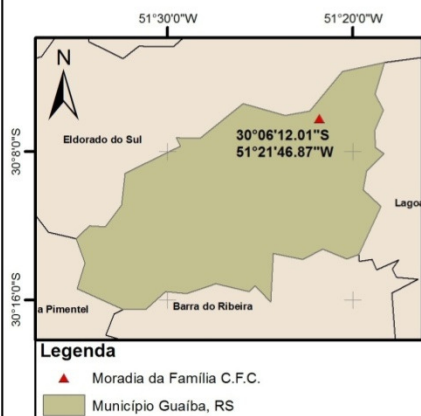 51°30'0"W
51°20'0"W
N
Eldorado do Sul
30°06'12.01"S
51°21'46.87"W
30°8'0"S
Lagoa
30°16'0"S
a Pimentel
Barra do Ribeira
Legenda
Moradia da Família C.F.C.
Município Guaíba, RS